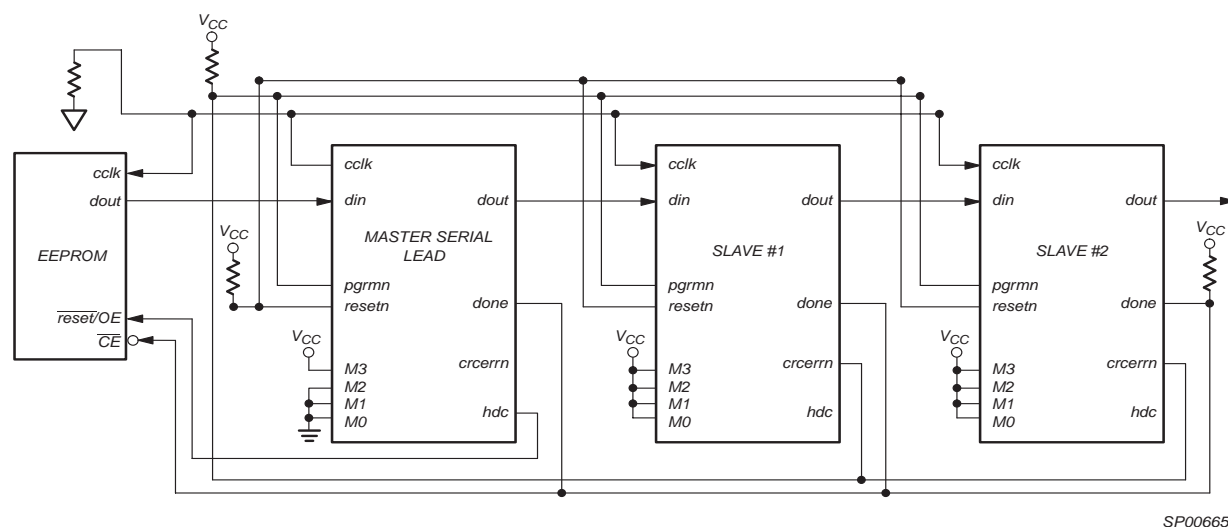 VCC
cclk
dout
EEPROM
reset/OE
CE
VCC
cclk
din
dout
MASTER SERIAL
LEAD
pgrmn
resetn
done
VCC
M3
M2
M1
M0
crcerrn
hdc
cclk
din
dout
SLAVE #1
pgrmn
resetn
done
VCC
M3
M2
M1
M0
crcerrn
hdc
cclk
din
dout
SLAVE #2
VCC
pgrmn
resetn
done
VCC
M3
M2
M1
M0
crcerrn
hdc
SP00665